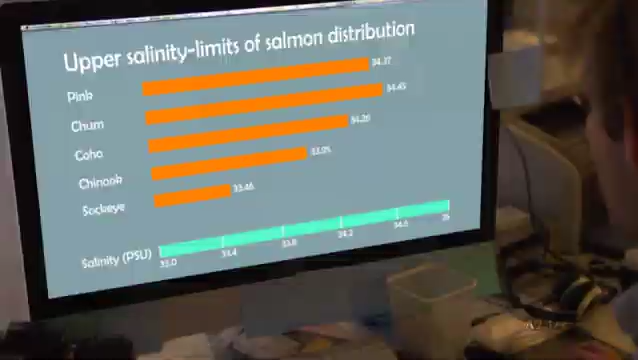 Upper salinity-limits of salmon distribution
Pink 34.37
Chum 34.45
Coho 34.26
Chinook 33.95
Sockeye 33.46
Salinity (PSU) 33.0 33.4 33.8 34.2 34.6 35